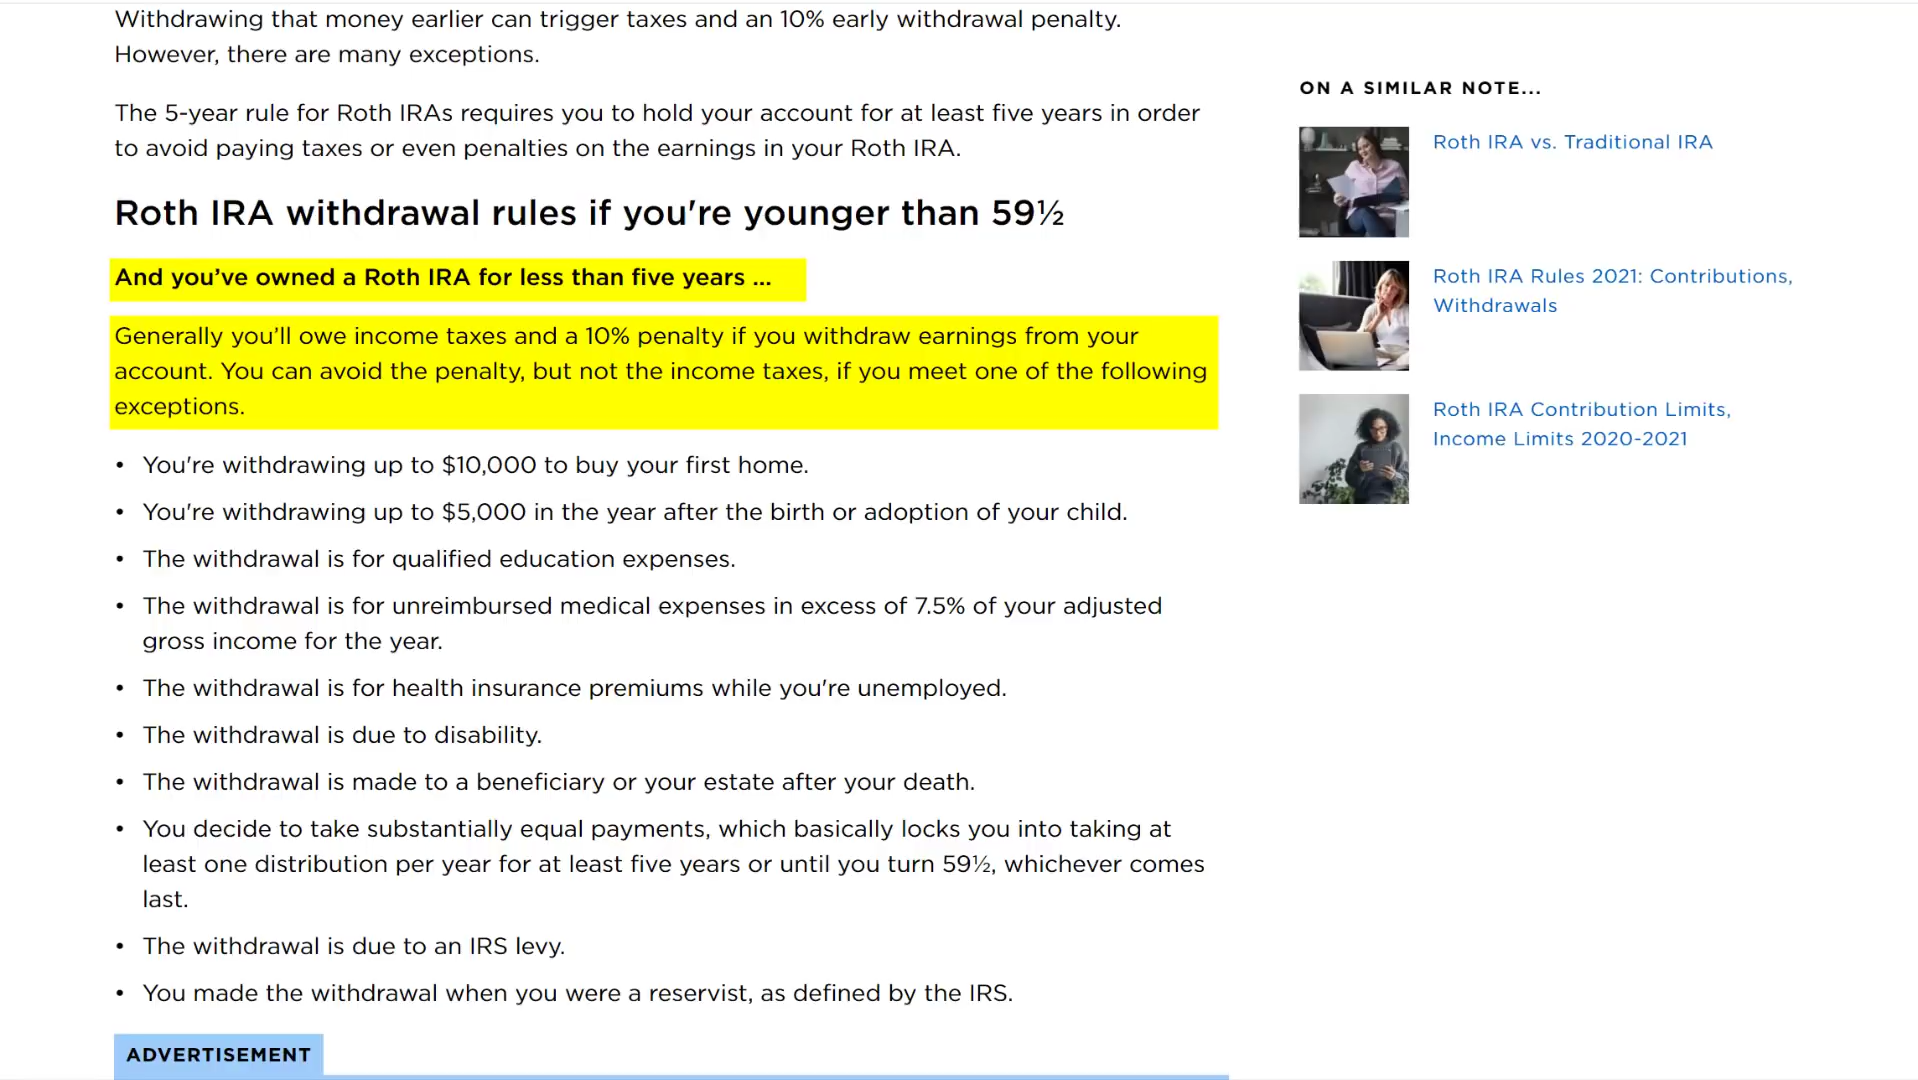 Withdrawing that money earlier can trigger taxes and an 10% early withdrawal penalty.
However, there are many exceptions.
The 5-year rule for Roth IRAs requires you to hold your account for at least five years in order
to avoid paying taxes or even penalties on the earnings in your Roth IRA.
Roth IRA withdrawal rules if you're younger than 59½
And you’ve owned a Roth IRA for less than five years ...
Generally you’ll owe income taxes and a 10% penalty if you withdraw earnings from your
account. You can avoid the penalty, but not the income taxes, if you meet one of the following
exceptions.
• You're withdrawing up to $10,000 to buy your first home.
• You're withdrawing up to $5,000 in the year after the birth or adoption of your child.
• The withdrawal is for qualified education expenses.
• The withdrawal is for unreimbursed medical expenses in excess of 7.5% of your adjusted
gross income for the year.
• The withdrawal is for health insurance premiums while you're unemployed.
• The withdrawal is due to disability.
• The withdrawal is made to a beneficiary or your estate after your death.
• You decide to take substantially equal payments, which basically locks you into taking at
least one distribution per year for at least five years or until you turn 59½, whichever comes
last.
• The withdrawal is due to an IRS levy.
• You made the withdrawal when you were a reservist, as defined by the IRS.
ADVERTISEMENT
ON A SIMILAR NOTE...
Roth IRA vs. Traditional IRA
Roth IRA Rules 2021: Contributions,
Withdrawals
Roth IRA Contribution Limits,
Income Limits 2020-2021